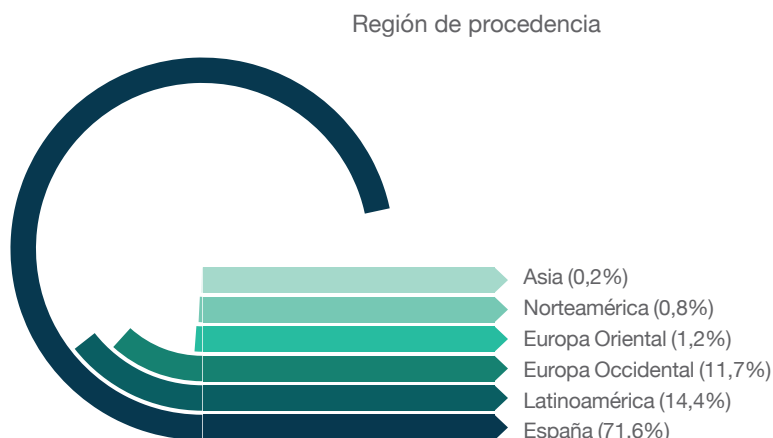 Región de procedencia
Asia (0,2%)
Norteamérica (0,8%)
Europa Oriental (1,2%)
Europa Occidental (11,7%)
Latinoamérica (14,4%)
España (71,6%)